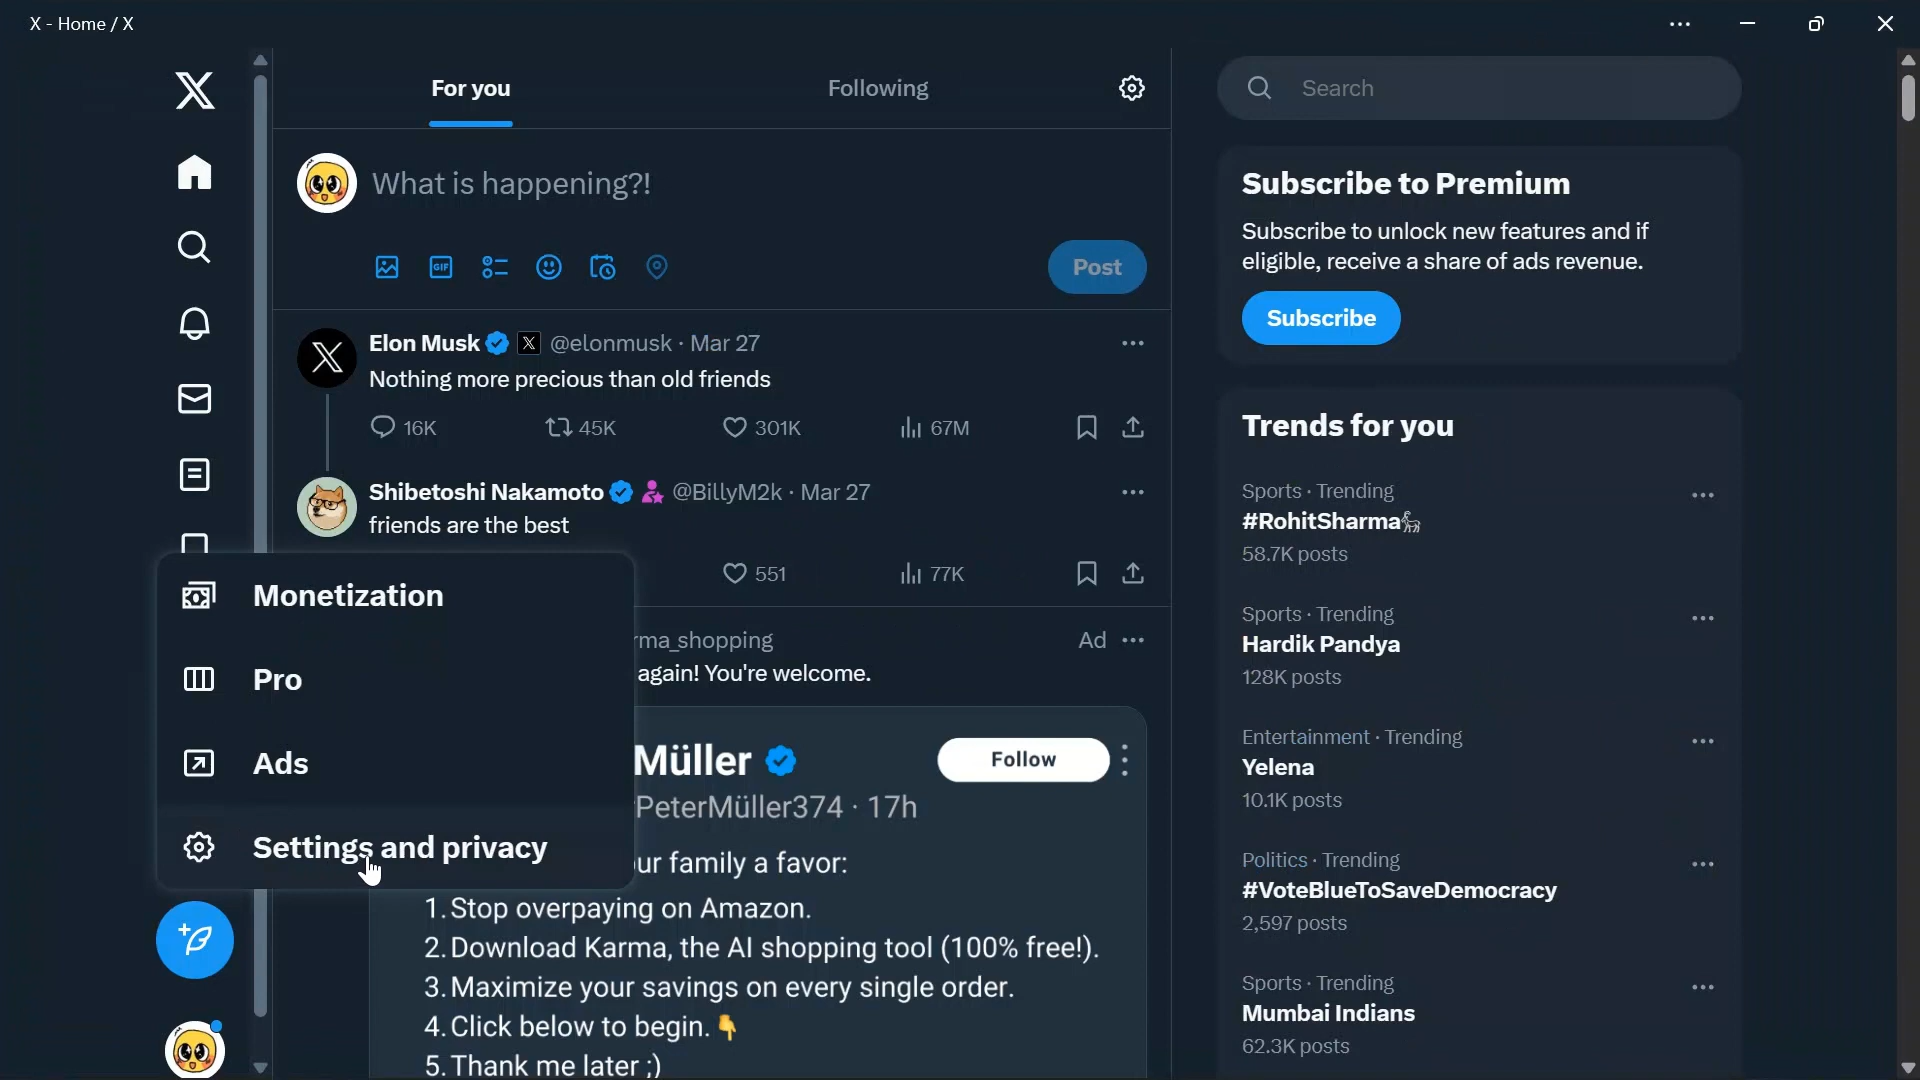 X - Home / X
For you
Following
Search
What is happening?!
GIF
Post
Subscribe to Premium
Subscribe to unlock new features and if
eligible, receive a share of ads revenue.
Subscribe
Elon Musk @elonmusk · Mar 27
Nothing more precious than old friends
16K 45K 301K 67M
Shibetoshi Nakamoto @BillyM2k · Mar 27
friends are the best
551 77K
Monetization
Pro
Ads
Settings and privacy
rma_shopping Ad
again! You're welcome.
Müller Follow
PeterMüller374 · 17h
ur family a favor:
1. Stop overpaying on Amazon.
2. Download Karma, the AI shopping tool (100% free!).
3. Maximize your savings on every single order.
4. Click below to begin.👇
5. Thank me later ;)
Trends for you
Sports · Trending
#RohitSharma🐐
58.7K posts
Sports · Trending
Hardik Pandya
128K posts
Entertainment · Trending
Yelena
10.1K posts
Politics · Trending
#VoteBlueToSaveDemocracy
2,597 posts
Sports · Trending
Mumbai Indians
62.3K posts